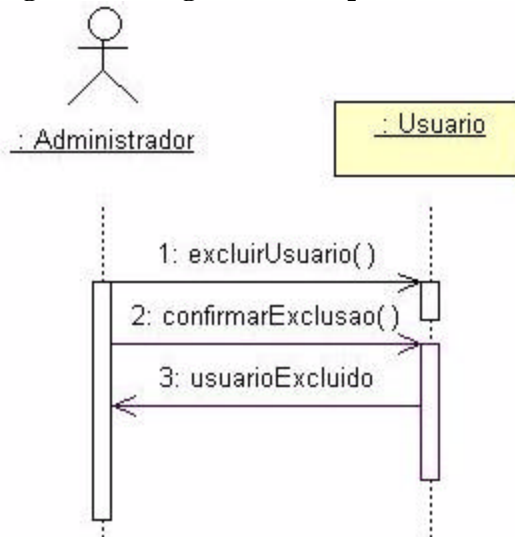 : Administrador
: Usuario
1: excluirUsuario( )
2: confirmarExclusao( )
3: usuarioExcluido